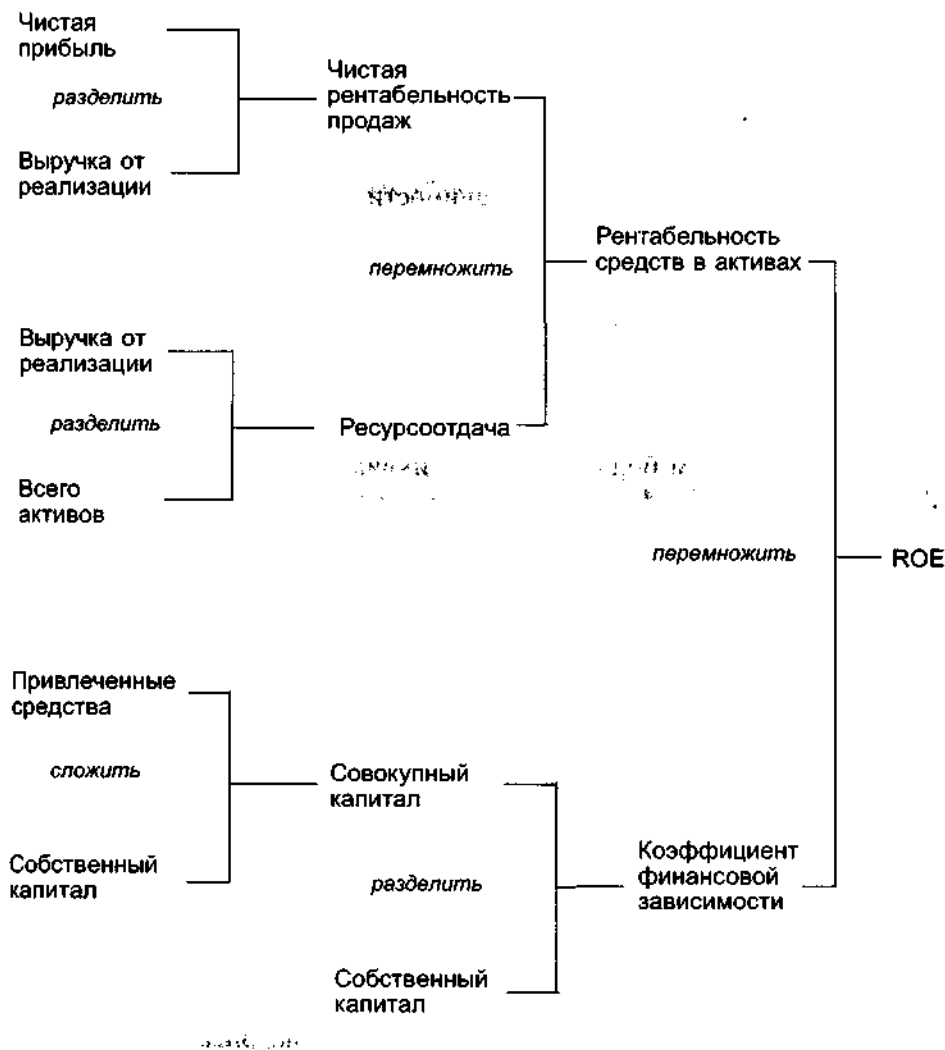 Чистая
прибыль
разделить
Выручка от
реализации
Чистая
рентабельность
продаж
перемножить
Рентабельность
средств в активах
Выручка от
реализации
разделить
Всего
активов
Ресурсоотдача
перемножить
ROE
Привлеченные
средства
сложить
Собственный
капитал
Совокупный
капитал
разделить
Собственный
капитал
Коэффициент
финансовой
зависимости